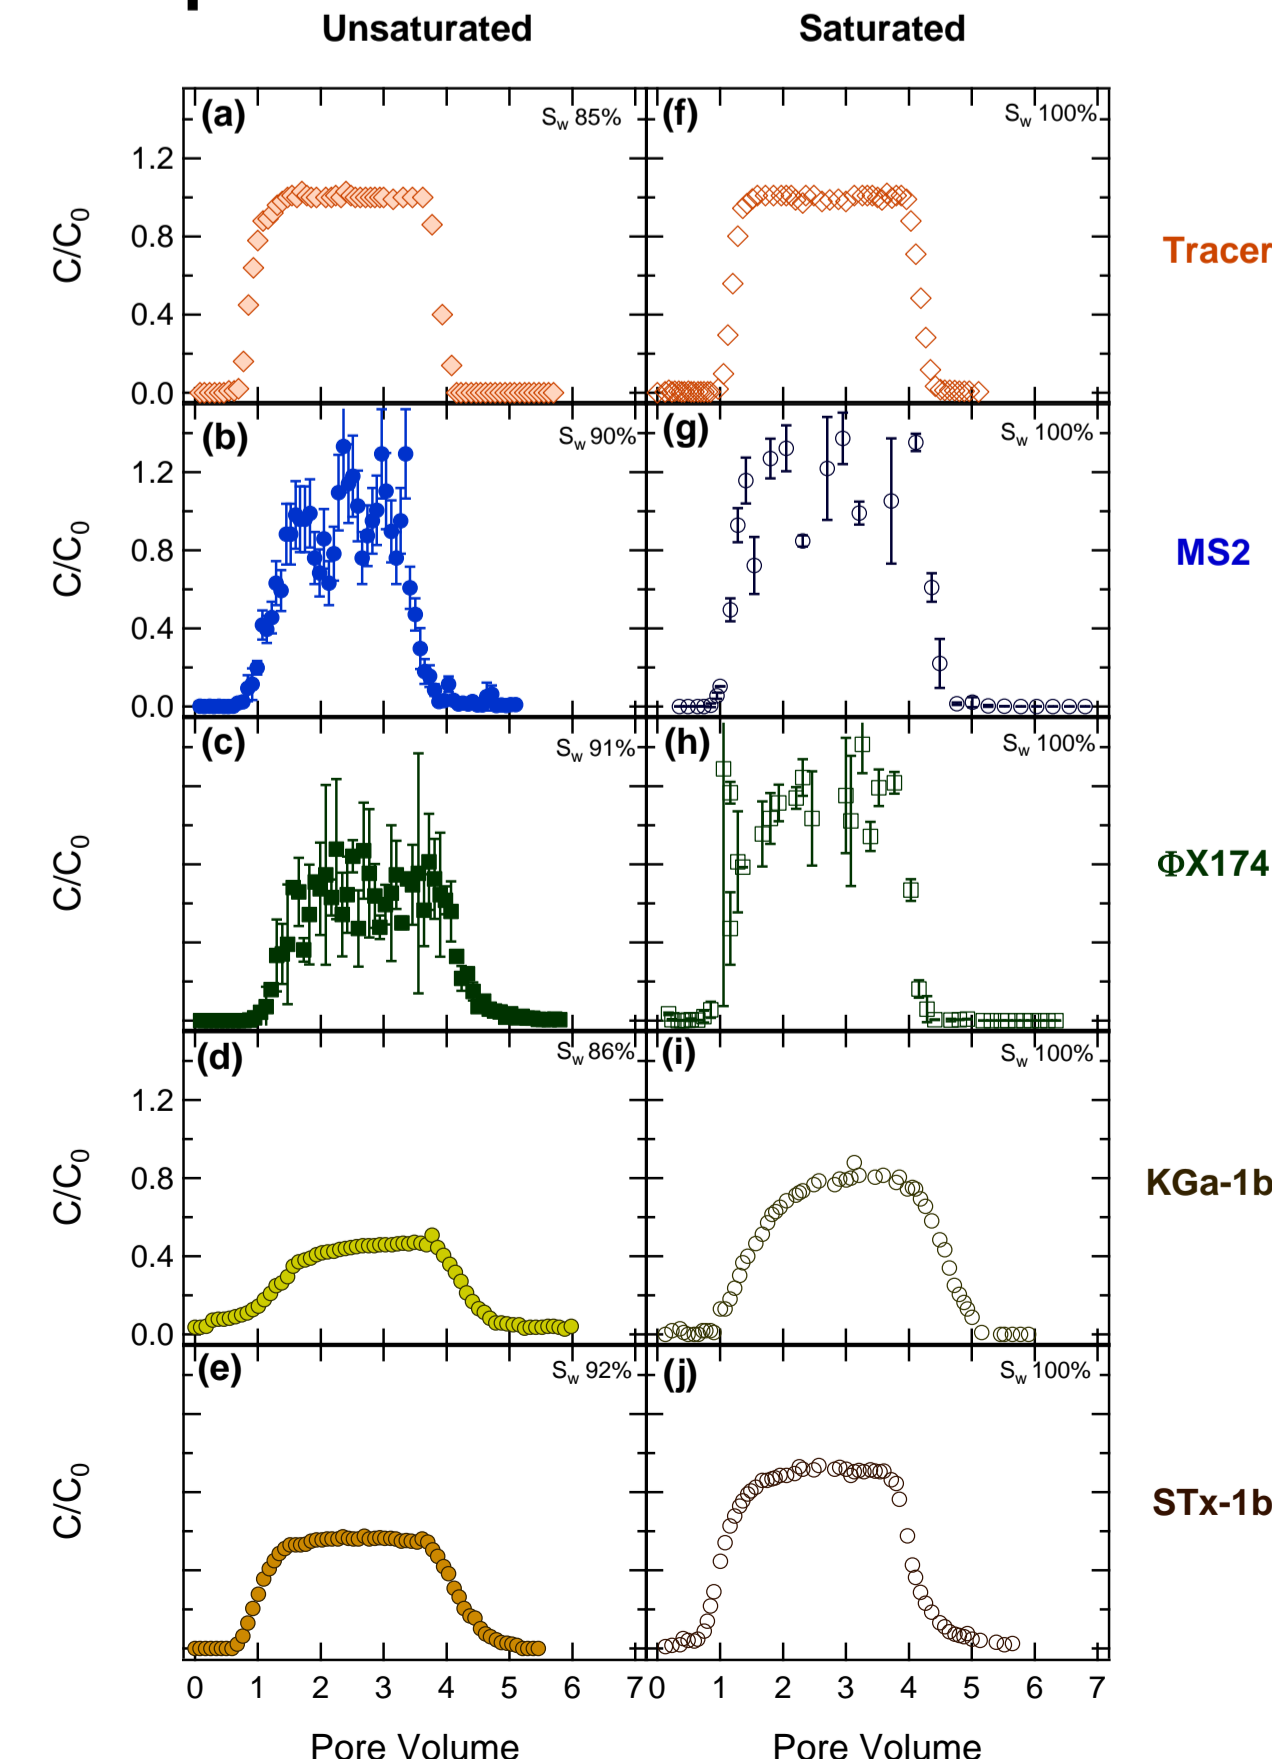 Unsaturated Saturated
(a) Sw 85% (f) Sw 100%
1.2
0.8
0.4
0.0
C/C0
Tracer
(b) Sw 90% (g) Sw 100%
1.2
0.8
0.4
0.0
C/C0
MS2
(c) Sw 91% (h) Sw 100%
C/C0
ΦX174
(d) Sw 86% (i) Sw 100%
1.2
0.8
0.4
0.0
C/C0
KGa-1b
(e) Sw 92% (j) Sw 100%
C/C0
STx-1b
0 1 2 3 4 5 6 7 0 1 2 3 4 5 6 7
Pore Volume Pore Volume